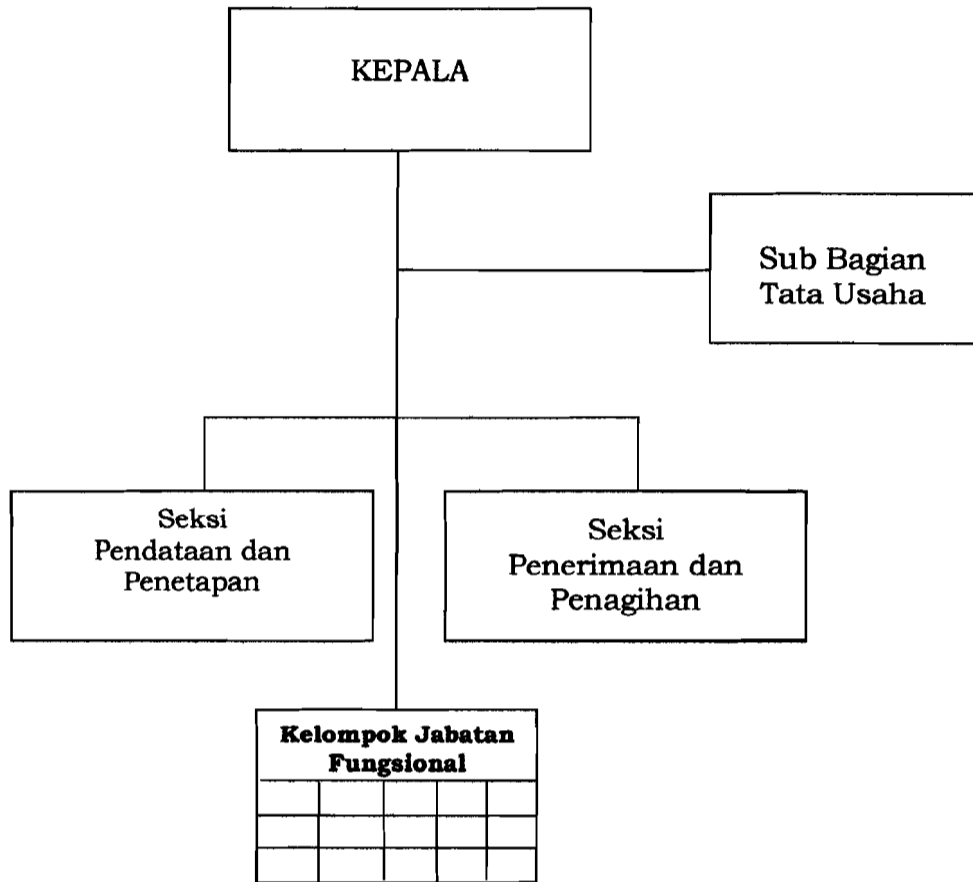 KEPALA
Sub Bagian
Tata Usaha
Seksi
Pendataan dan
Penetapan
Seksi
Penerimaan dan
Penagihan
Kelompok Jabatan
Fungsional